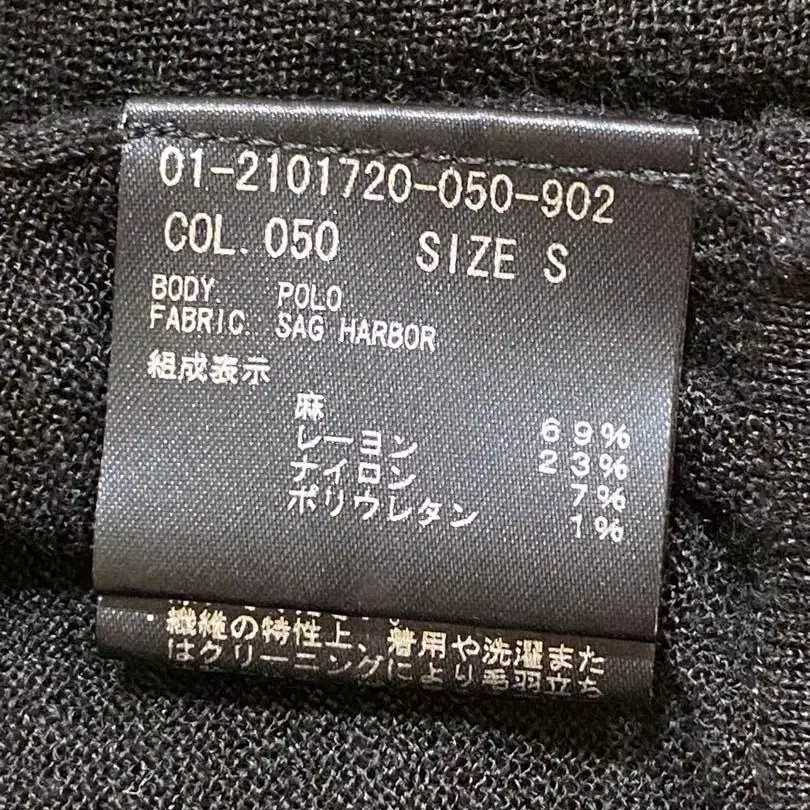 01-2101720-050-902
COL. 050 SIZE S
BODY. POLO
FABRIC. SAG HARBOR
組成表示
麻 69%
レーヨン 23%
ナイロン 7%
ポリウレタン 1%
繊維の特性上、着用や洗濯また
はクリーニングにより毛羽立ち